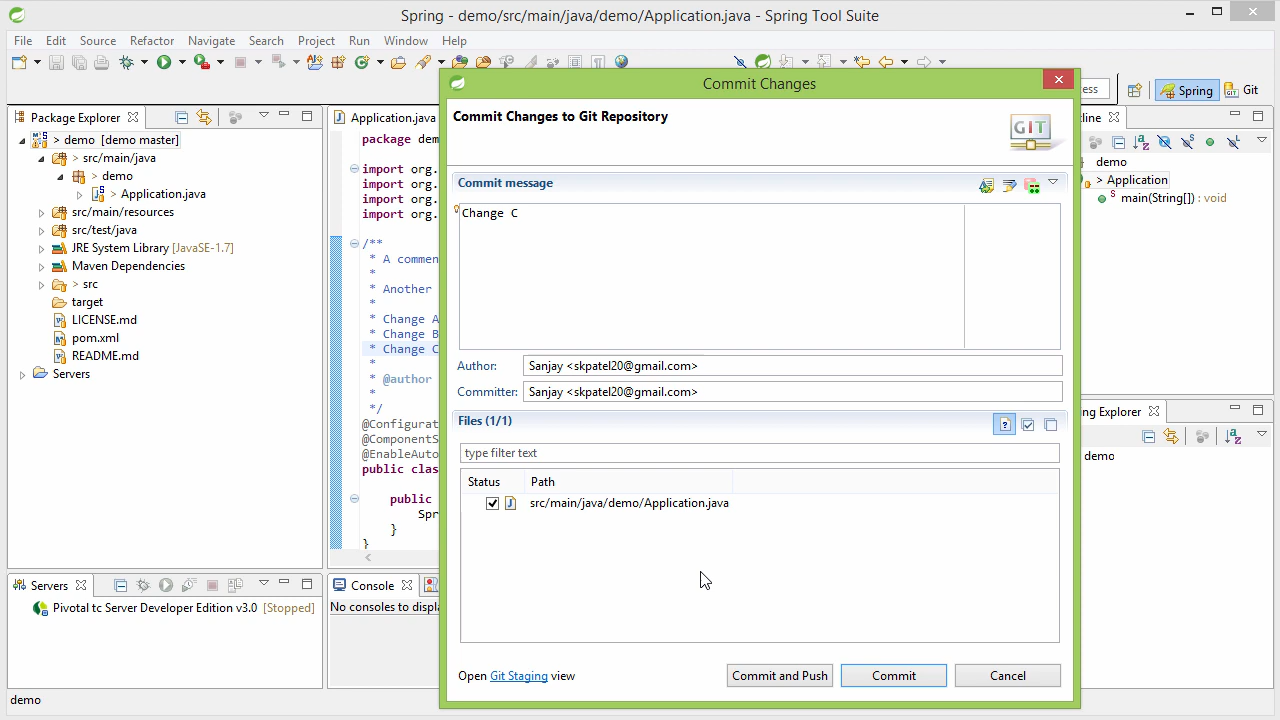 Spring - demo/src/main/java/demo/Application.java - Spring Tool Suite
File Edit Source Refactor Navigate Search Project Run Window Help
Spring Git
Package Explorer
> demo [demo master]
> src/main/java
> demo
> Application.java
src/main/resources
src/test/java
JRE System Library [JavaSE-1.7]
Maven Dependencies
> src
target
LICENSE.md
pom.xml
README.md
Servers
Application.java
package dem
import org.
import org.
import org.
import org.
/**
* A commen
*
* Another
*
* Change A
* Change B
* Change C
*
* @author
*
*/
@Configurat
@ComponentS
@EnableAuto
public clas
public
Spr
}
}
Commit Changes
Commit Changes to Git Repository
GIT
Commit message
Change C
Author: Sanjay <skpatel20@gmail.com>
Committer: Sanjay <skpatel20@gmail.com>
Files (1/1)
type filter text
Status Path
src/main/java/demo/Application.java
Open Git Staging view
Commit and Push Commit Cancel
demo
> Application
main(String[]) : void
ng Explorer
demo
Servers
Pivotal tc Server Developer Edition v3.0 [Stopped]
Console
No consoles to displa
demo